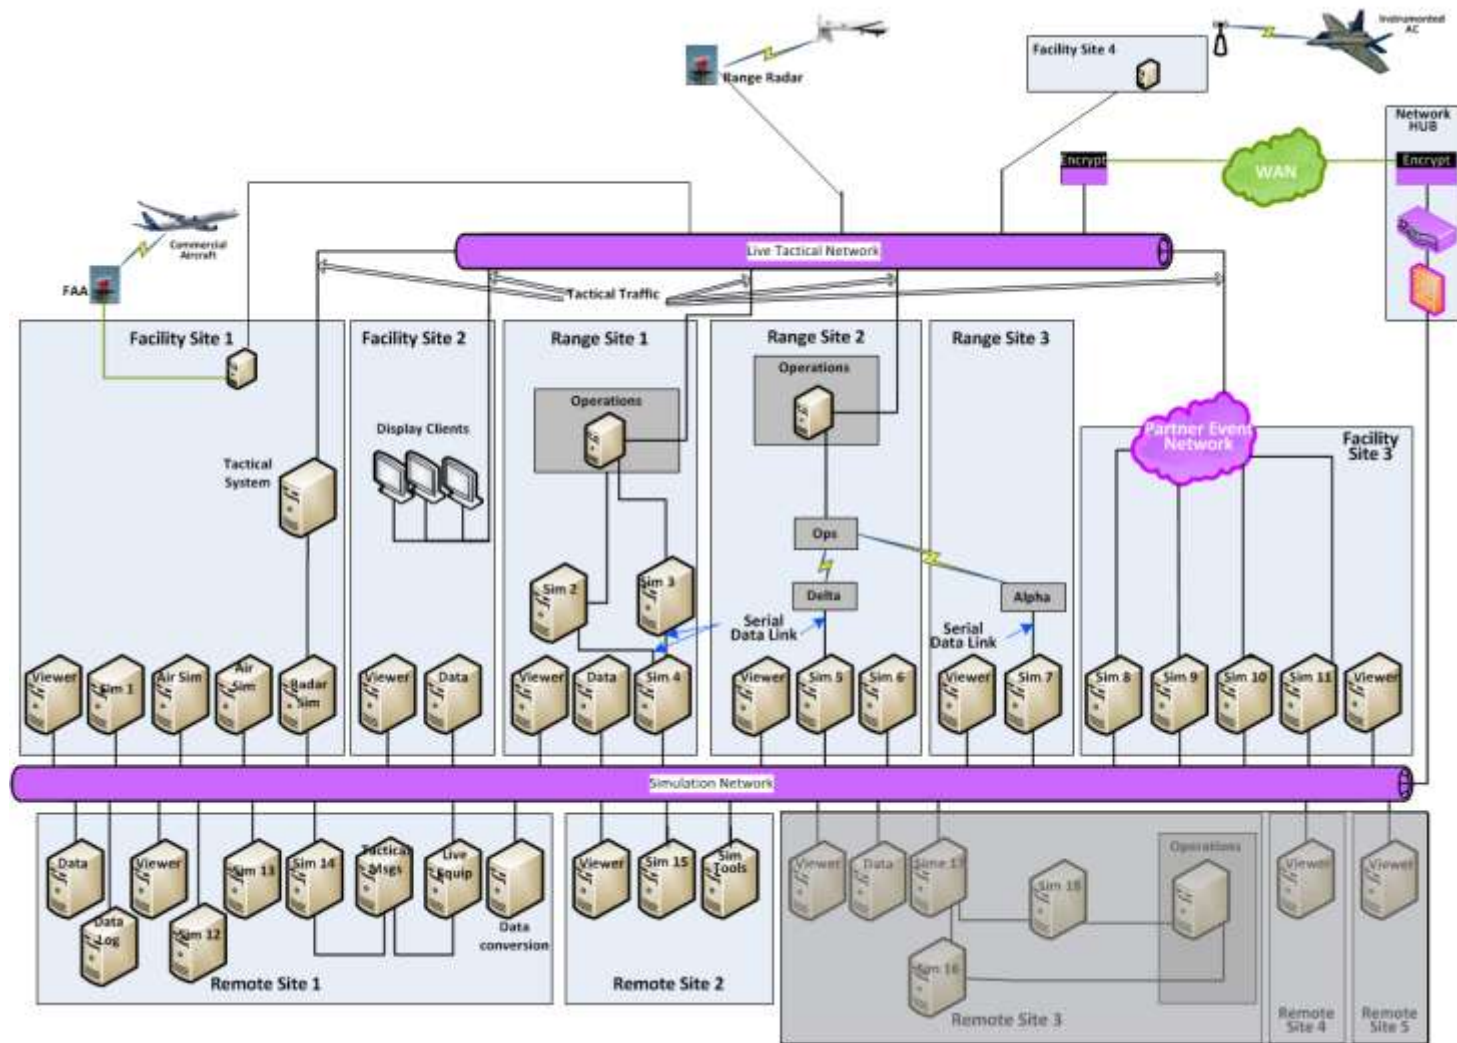 Instrumented
AC
Facility Site 4
Range Radar
Network
HUB
Encrypt
WAN
Encrypt
Commercial
Aircraft
FAA
Live Tactical Network
Tactical Traffic
Facility Site 1
Facility Site 2
Range Site 1
Range Site 2
Range Site 3
Operations
Operations
Display Clients
Partner Event
Network
Facility
Site 3
Tactical
System
Ops
Sim 2
Sim 3
Delta
Alpha
Serial
Data Link
Serial
Data Link
Viewer
Sim 1
Air Sim
Air
Sim
Radar
Sim
Viewer
Data
Viewer
Data
Sim 4
Viewer
Sim 5
Sim 6
Viewer
Sim 7
Sim 8
Sim 9
Sim 10
Sim 11
Viewer
Simulation Network
Data
Viewer
Sim 13
Sim 14
Tactical
Msgs
Live
Equip
Data
Log
Sim 12
Data
conversion
Remote Site 1
Viewer
Sim 15
Sim
Tools
Remote Site 2
Viewer
Data
Sime 17
Sim 18
Operations
Sim 16
Remote Site 3
Viewer
Remote
Site 4
Viewer
Remote
Site 5